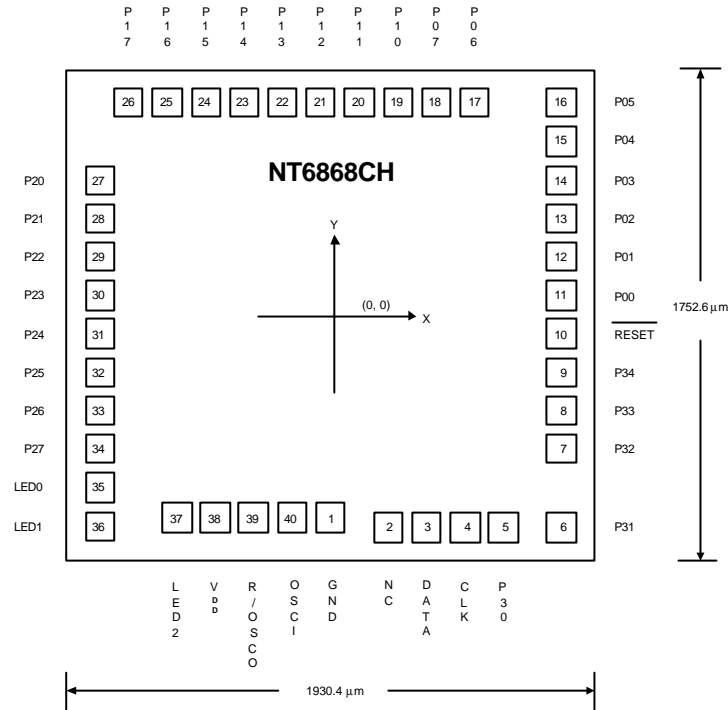 P17 P16 P15 P14 P13 P12 P11 P10 P07 P06
26 25 24 23 22 21 20 19 18 17 16 P05
15 P04
NT6868CH
P20 27 14 P03
P21 28 13 P02
Y
P22 29 12 P01
P23 30 (0, 0) 11 P00
1752.6 μm
X
P24 31 10 RESET
P25 32 9 P34
P26 33 8 P33
P27 34 7 P32
LED0 35
LED1 36 37 38 39 40 1 2 3 4 5 6 P31
LED2 VDD R/OSCO OSCI GND NC DATA CLK P30
1930.4 μm